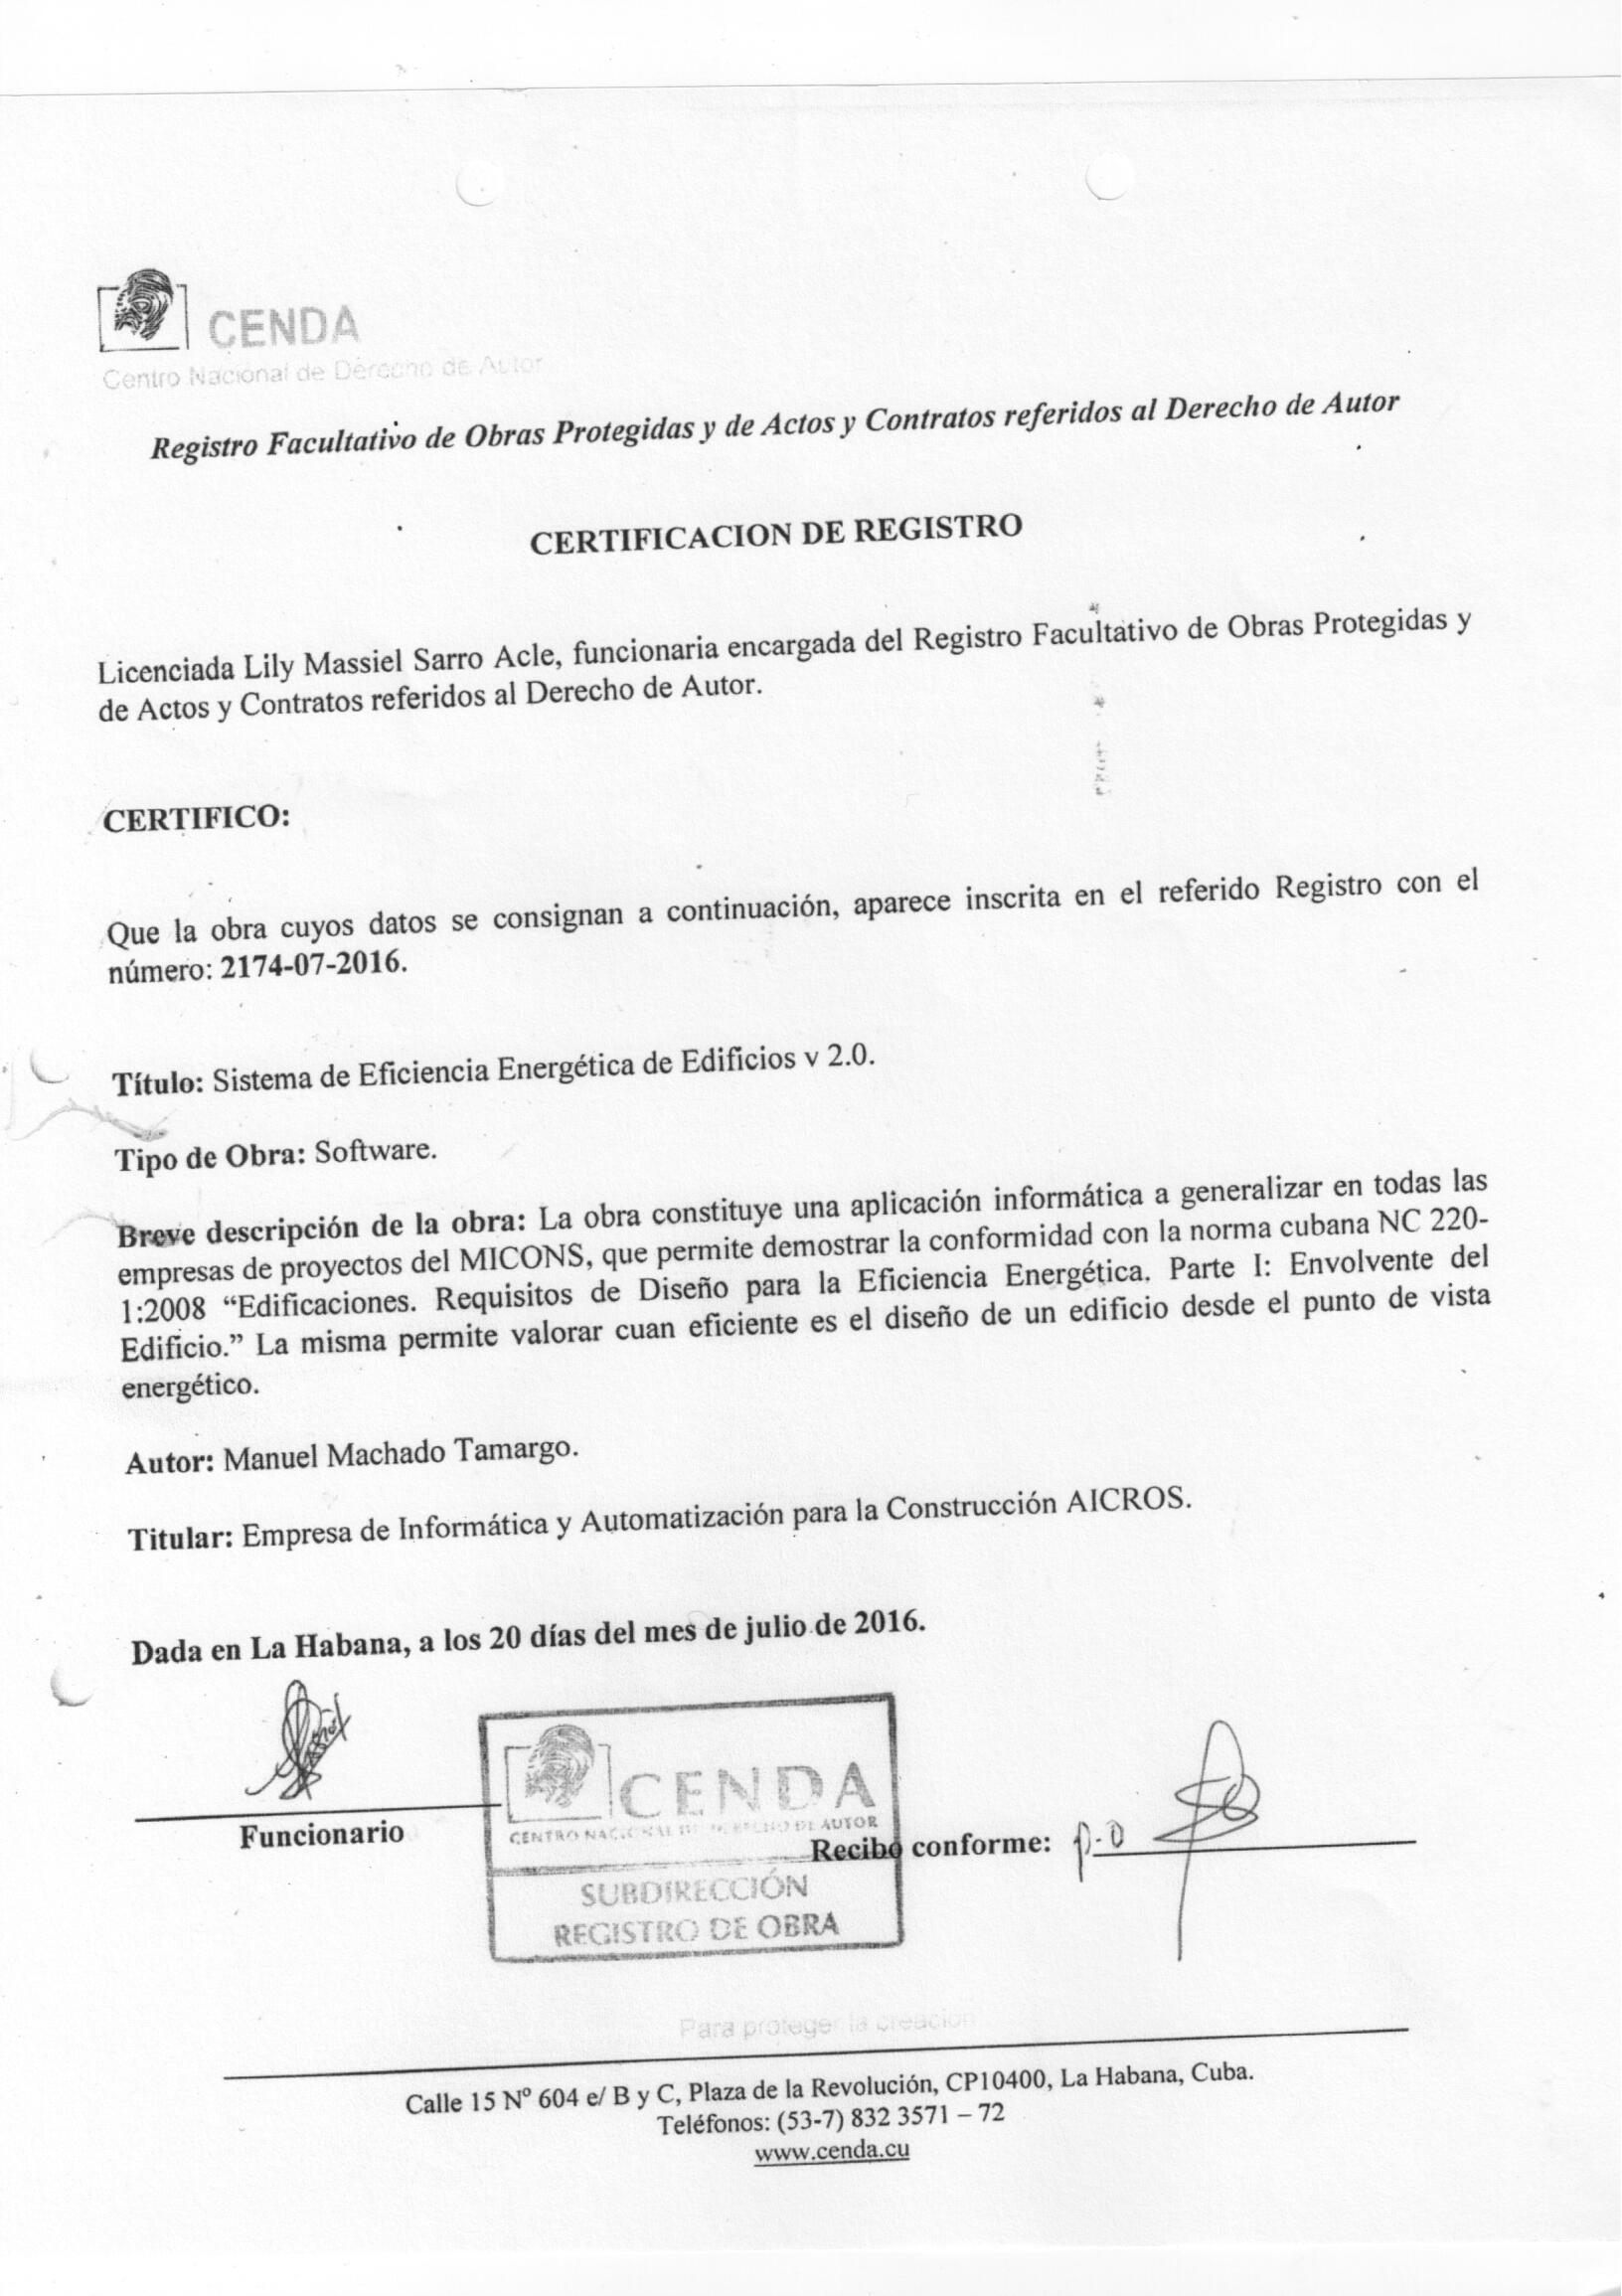 CENDA
Centro Nacional de Derecho de Autor
Registro Facultativo de Obras Protegidas y de Actos y Contratos referidos al Derecho de Autor
CERTIFICACION DE REGISTRO
Licenciada Lily Massiel Sarro Acle, funcionaria encargada del Registro Facultativo de Obras Protegidas y
de Actos y Contratos referidos al Derecho de Autor.
CERTIFICO:
Que la obra cuyos datos se consignan a continuación, aparece inscrita en el referido Registro con el
número: 2174-07-2016.
Título: Sistema de Eficiencia Energética de Edificios v 2.0.
Tipo de Obra: Software.
Breve descripción de la obra: La obra constituye una aplicación informática a generalizar en todas las
empresas de proyectos del MICONS, que permite demostrar la conformidad con la norma cubana NC 220-
1:2008 “Edificaciones. Requisitos de Diseño para la Eficiencia Energética. Parte I: Envolvente del
Edificio.” La misma permite valorar cuan eficiente es el diseño de un edificio desde el punto de vista
energético.
Autor: Manuel Machado Tamargo.
Titular: Empresa de Informática y Automatización para la Construcción AICROS.
Dada en La Habana, a los 20 días del mes de julio de 2016.
CENDA
CENTRO NACIONAL DE DERECHO DE AUTOR
Funcionario
Recibo conforme: p.o
SUBDIRECCIÓN
REGISTRO DE OBRA
Para proteger la creación
Calle 15 Nº 604 e/ B y C, Plaza de la Revolución, CP10400, La Habana, Cuba.
Teléfonos: (53-7) 832 3571 – 72
www.cenda.cu